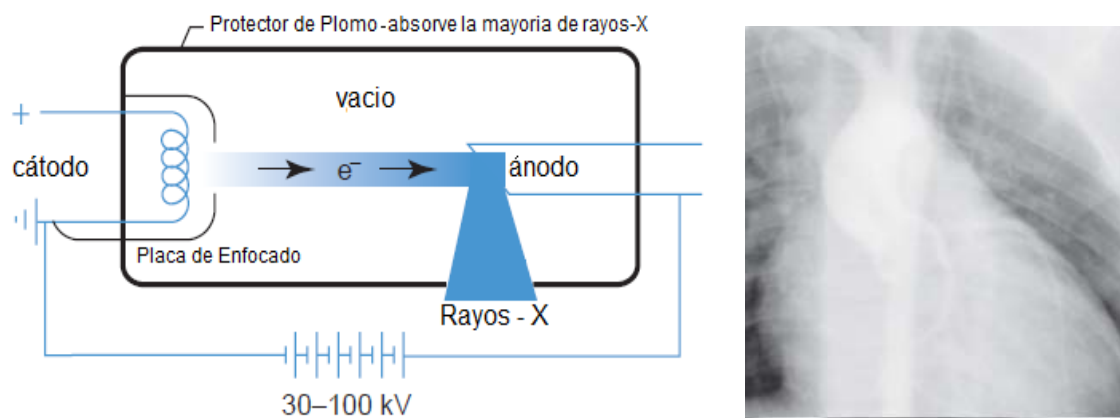 Protector de Plomo - absorve la mayoria de rayos-X
vacio
+
cátodo
e⁻
ánodo
Placa de Enfocado
Rayos - X
30–100 kV